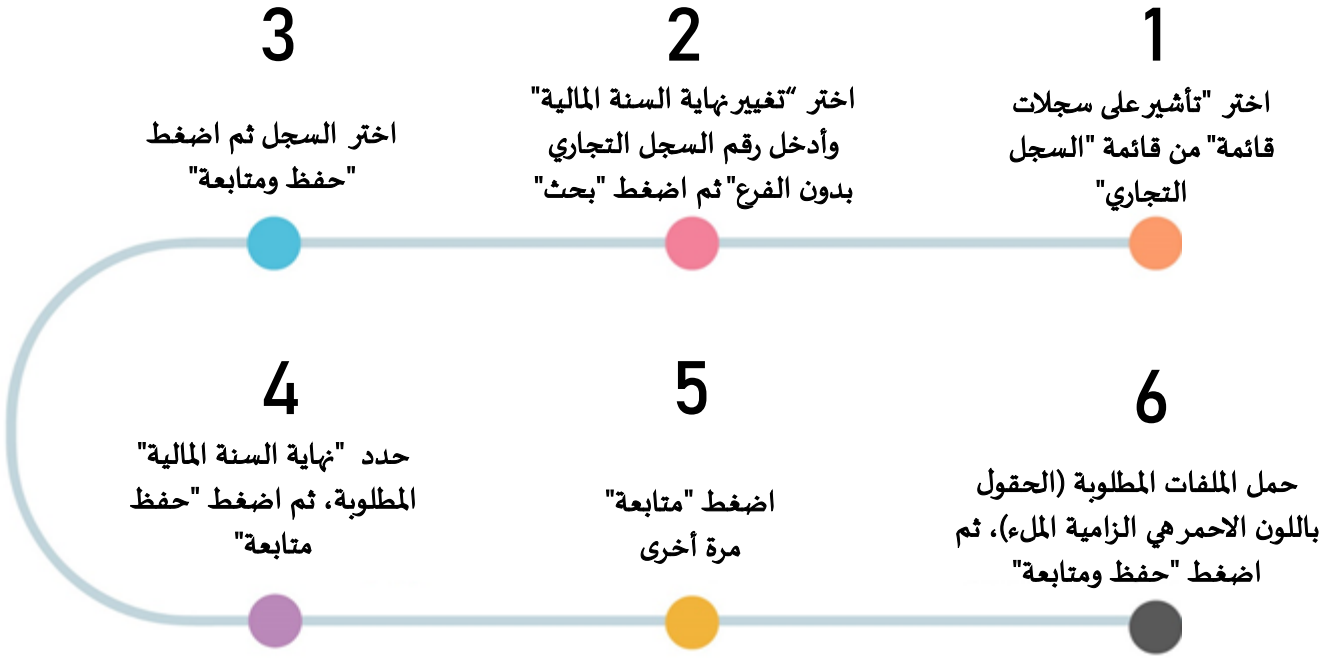 1
اختر "تأشير على سجلات
قائمة" من قائمة "السجل
التجاري"
2
اختر “تغيير نهاية السنة المالية"
وأدخل رقم السجل التجاري
بدون الفرع" ثم اضغط "بحث"
3
اختر السجل ثم اضغط
"حفظ ومتابعة"
4
حدد "نهاية السنة المالية"
المطلوبة، ثم اضغط "حفظ
متابعة"
5
اضغط "متابعة"
مرة أخرى
6
حمل الملفات المطلوبة (الحقول
باللون الاحمر هي الزامية الملء)، ثم
اضغط "حفظ ومتابعة"